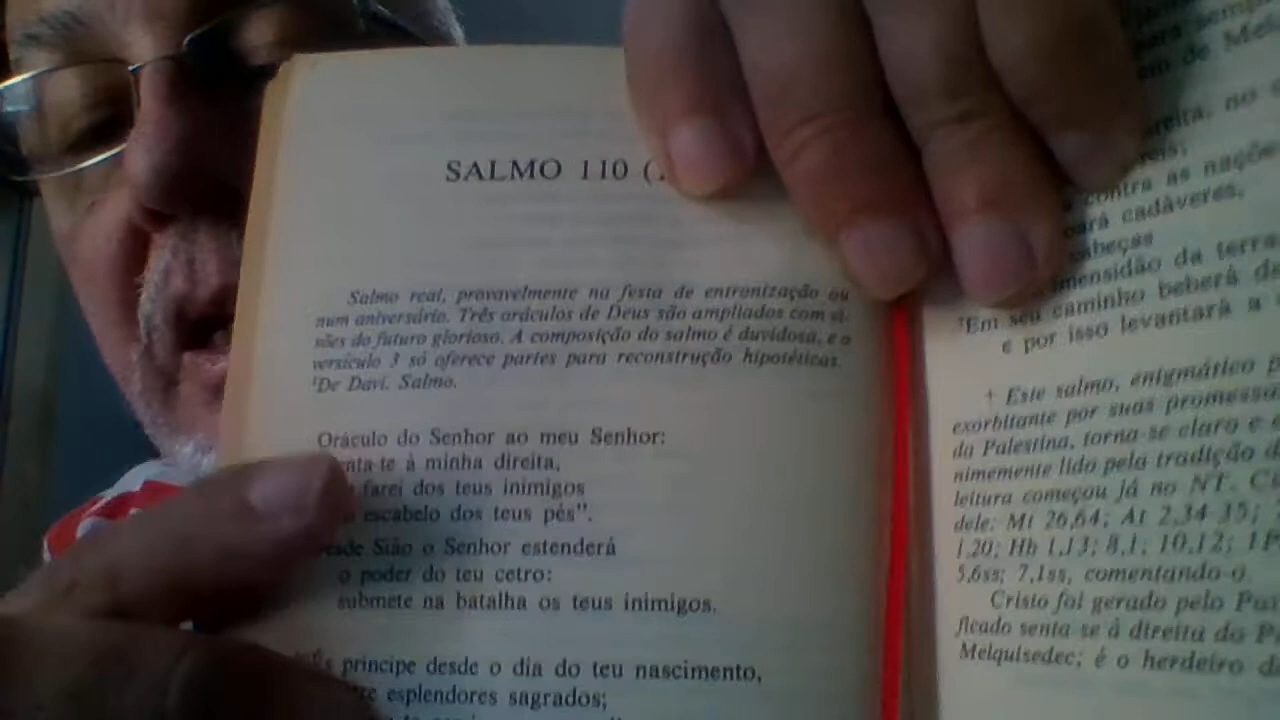 SALMO 110 (
Salmo real, provavelmente na festa de entronização ou
num aniversário. Três oráculos de Deus são ampliados com vi-
sões do futuro glorioso. A composição do salmo é duvidosa, e o
versículo 3 só oferece partes para reconstrução hipotéticas.
¹De Davi. Salmo.
Oráculo do Senhor ao meu Senhor:
à minha direita,
farei dos teus inimigos
escabelo dos teus pés”.
Sião o Senhor estenderá
o poder do teu cetro:
submete na batalha os teus inimigos.
És príncipe desde o dia do teu nascimento,
esplendores sagrados;
contra as nações
cadáveres,
da terra
caminho beberá
⁷Em seu
e por isso levantará a
† Este salmo, enigmático
exorbitante por suas
da Palestina, torna-se claro e
nimemente lido pela tradição
leitura começou já no NT.
dele; Mt 26,64; At 2,34-35;
1,20; Hb 1,13; 8,1; 10,12;
5,6ss; 7,1ss, comentando-o.
Cristo foi gerado pelo
ficado senta-se à direita do
Melquisedec; é o herdeiro